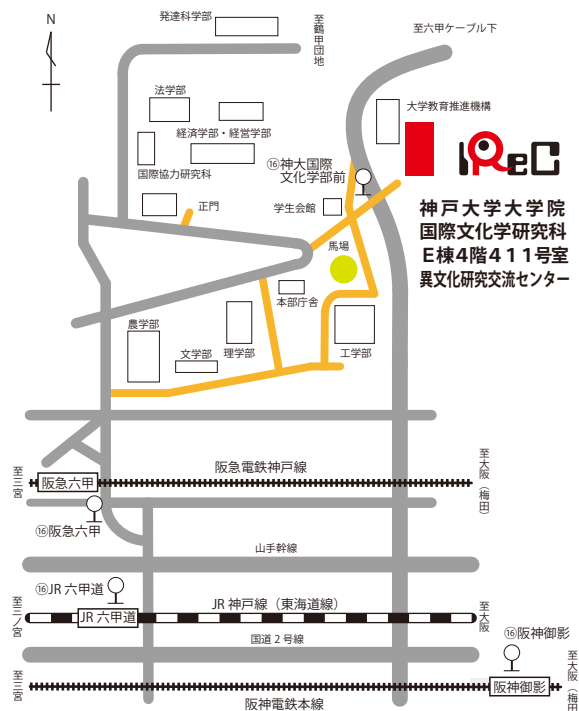 N
発達科学部
至鶴甲団地
至六甲ケーブル下
法学部
経済学部・経営学部
国際協力研究科
大学教育推進機構
IReC
⑯神大国際
文化学部前
正門
学生会館
神戸大学大学院
国際文化学研究科
E棟4階411号室
異文化研究交流センター
馬場
本部庁舎
農学部
文学部
理学部
工学部
阪急電鉄神戸線
至三宮
阪急六甲
至大阪（梅田）
⑯阪急六甲
山手幹線
⑯JR 六甲道
至三ノ宮
JR 六甲道
JR 神戸線（東海道線）
至大阪
国道2号線
⑯阪神御影
至三宮
阪神御影
至大阪（梅田
阪神電鉄本線